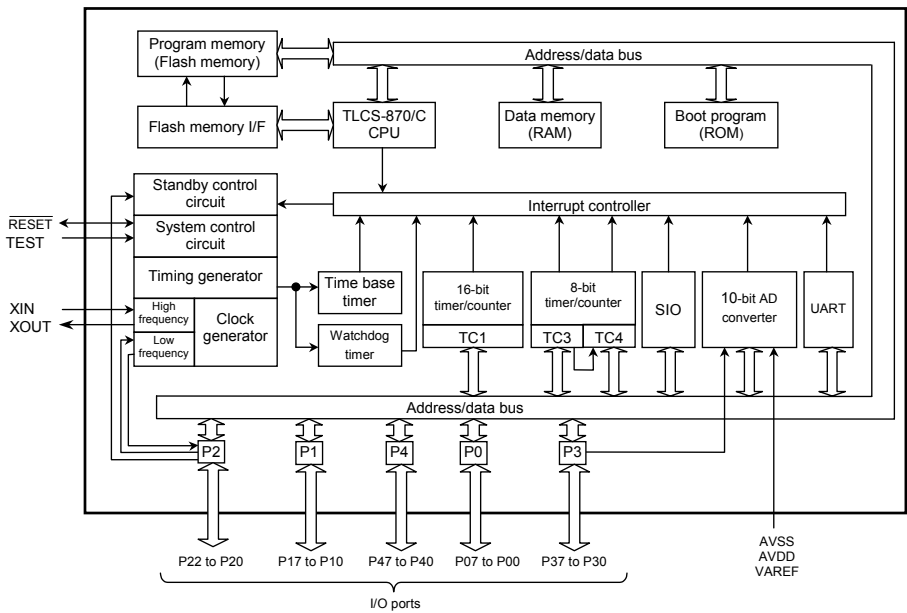 Program memory
(Flash memory)
Address/data bus
Flash memory I/F
TLCS-870/C
CPU
Data memory
(RAM)
Boot program
(ROM)
Standby control
circuit
Interrupt controller
RESET
TEST
System control
circuit
Timing generator
Time base
timer
16-bit
timer/counter
8-bit
timer/counter
SIO
10-bit AD
converter
UART
XIN
XOUT
High
frequency
Clock
generator
Low
frequency
Watchdog
timer
TC1
TC3
TC4
Address/data bus
P2
P1
P4
P0
P3
P22 to P20
P17 to P10
P47 to P40
P07 to P00
P37 to P30
AVSS
AVDD
VAREF
I/O ports